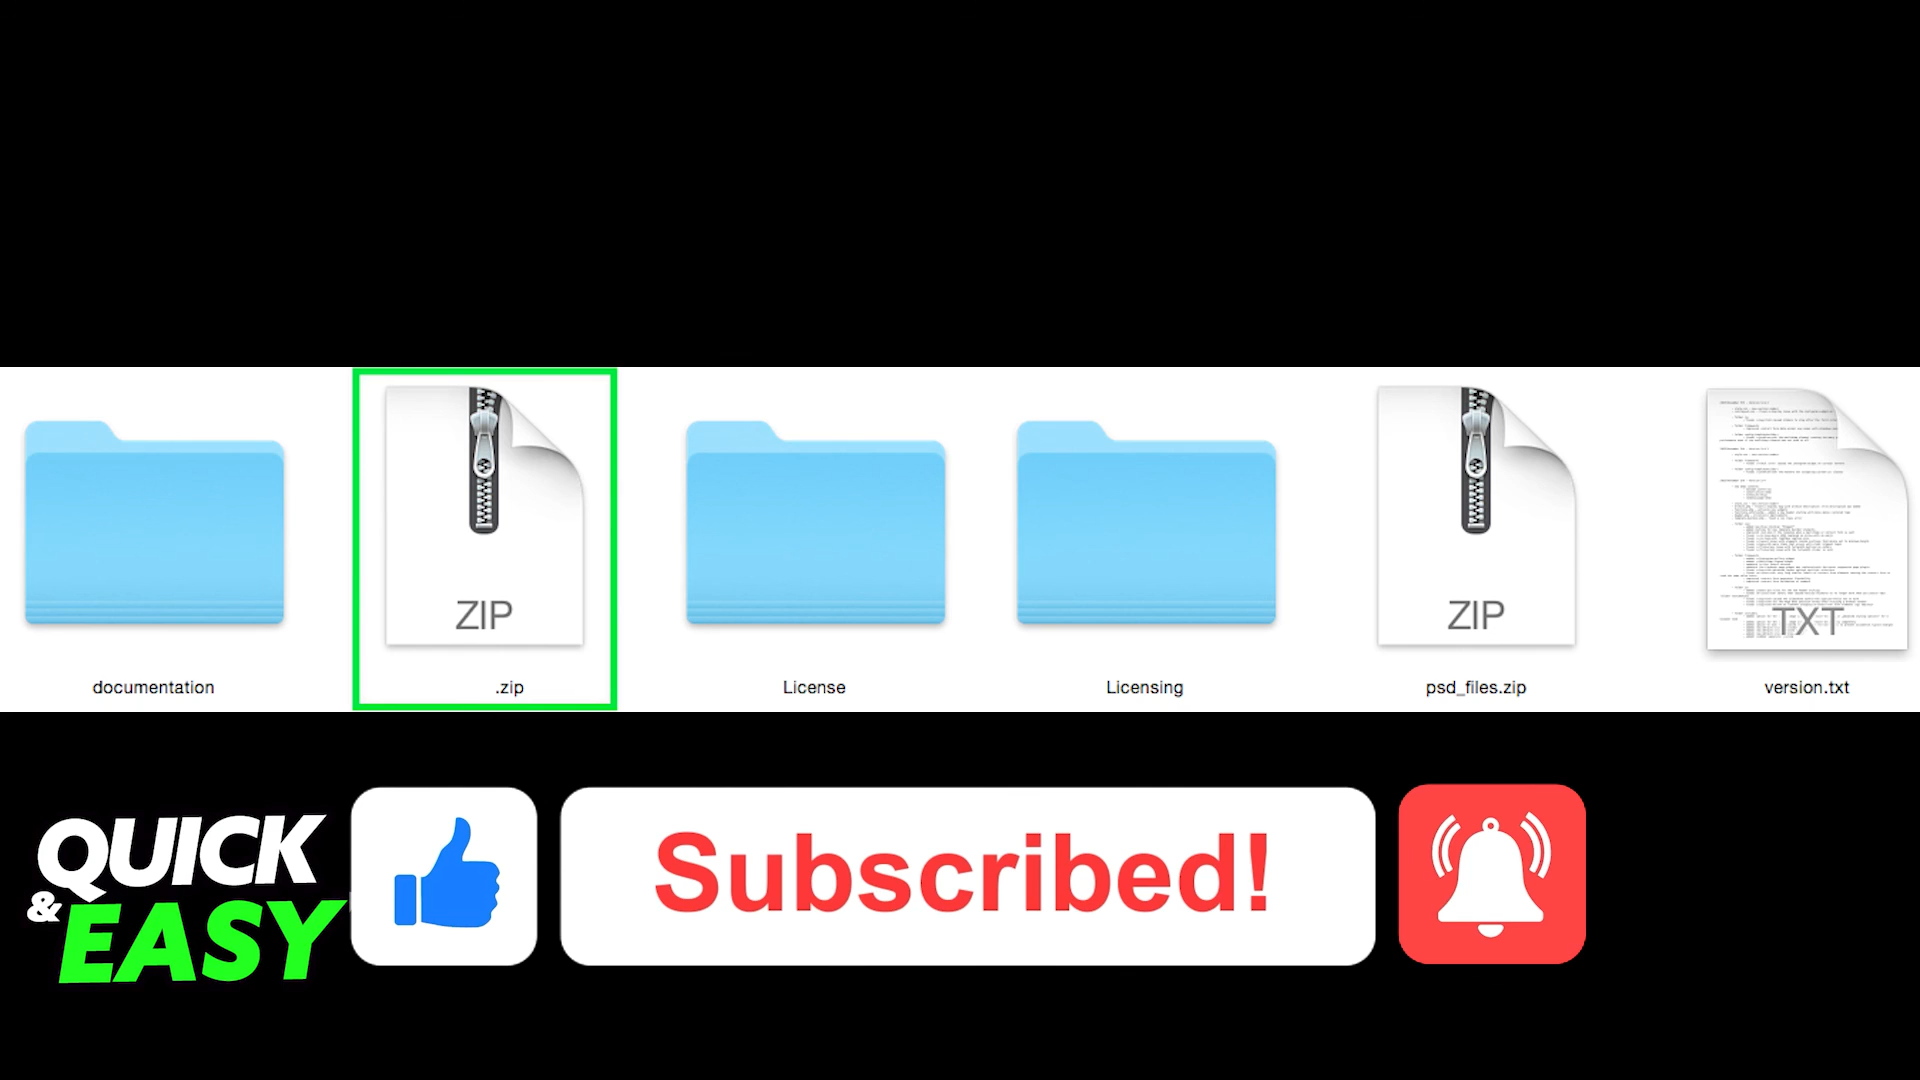 ZIP
ZIP
TXT
documentation
.zip
License
Licensing
psd_files.zip
version.txt
QUICK
& EASY
Subscribed!